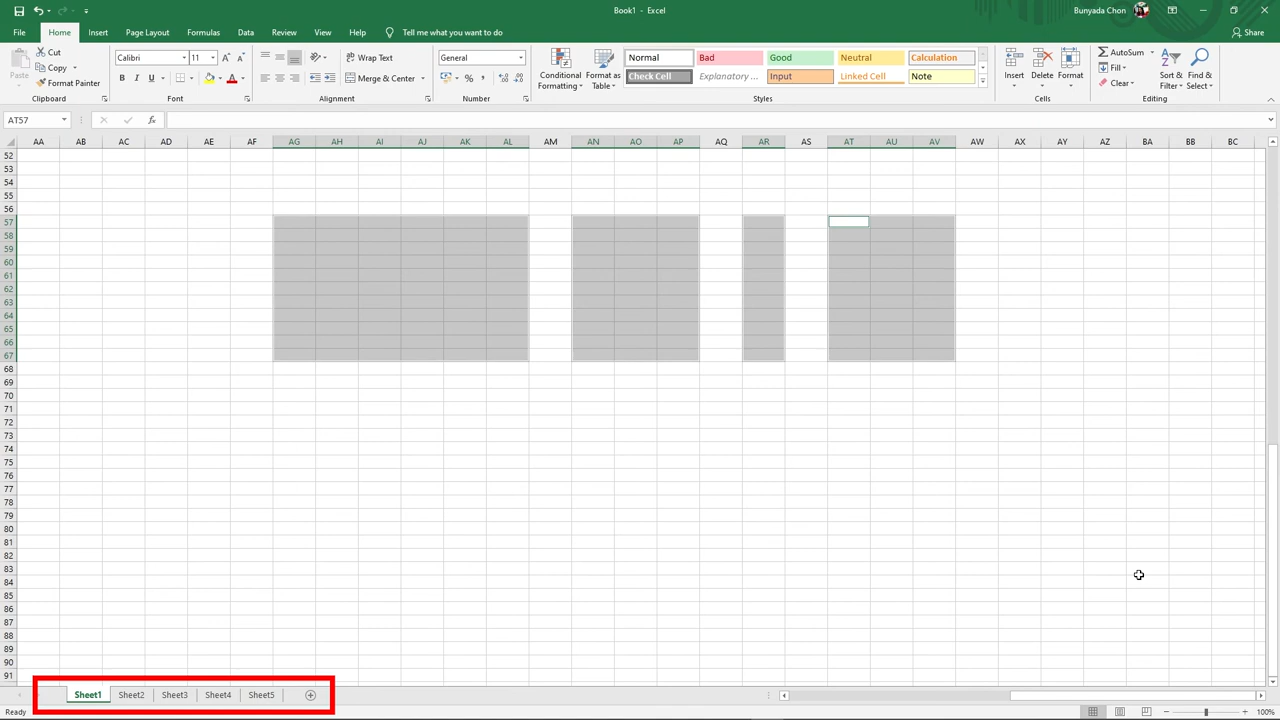 Book1 - Excel
Bunyada Chon
File Home Insert Page Layout Formulas Data Review View Help Tell me what you want to do
Share
Paste
Cut
Copy
Format Painter
Clipboard
Calibri 11
B I U
Font
Wrap Text
Merge & Center
Alignment
General
Number
Conditional Formatting
Format as Table
Normal Bad Good Neutral Calculation
Check Cell Explanatory ... Input Linked Cell Note
Styles
Insert Delete Format
Cells
AutoSum
Fill
Clear
Sort & Filter
Find & Select
Editing
AT57
fx
AA AB AC AD AE AF AG AH AI AJ AK AL AM AN AO AP AQ AR AS AT AU AV AW AX AY AZ BA BB BC
52
53
54
55
56
57
58
59
60
61
62
63
64
65
66
67
68
69
70
71
72
73
74
75
76
77
78
79
80
81
82
83
84
85
86
87
88
89
90
91
Sheet1 Sheet2 Sheet3 Sheet4 Sheet5
Ready
100%